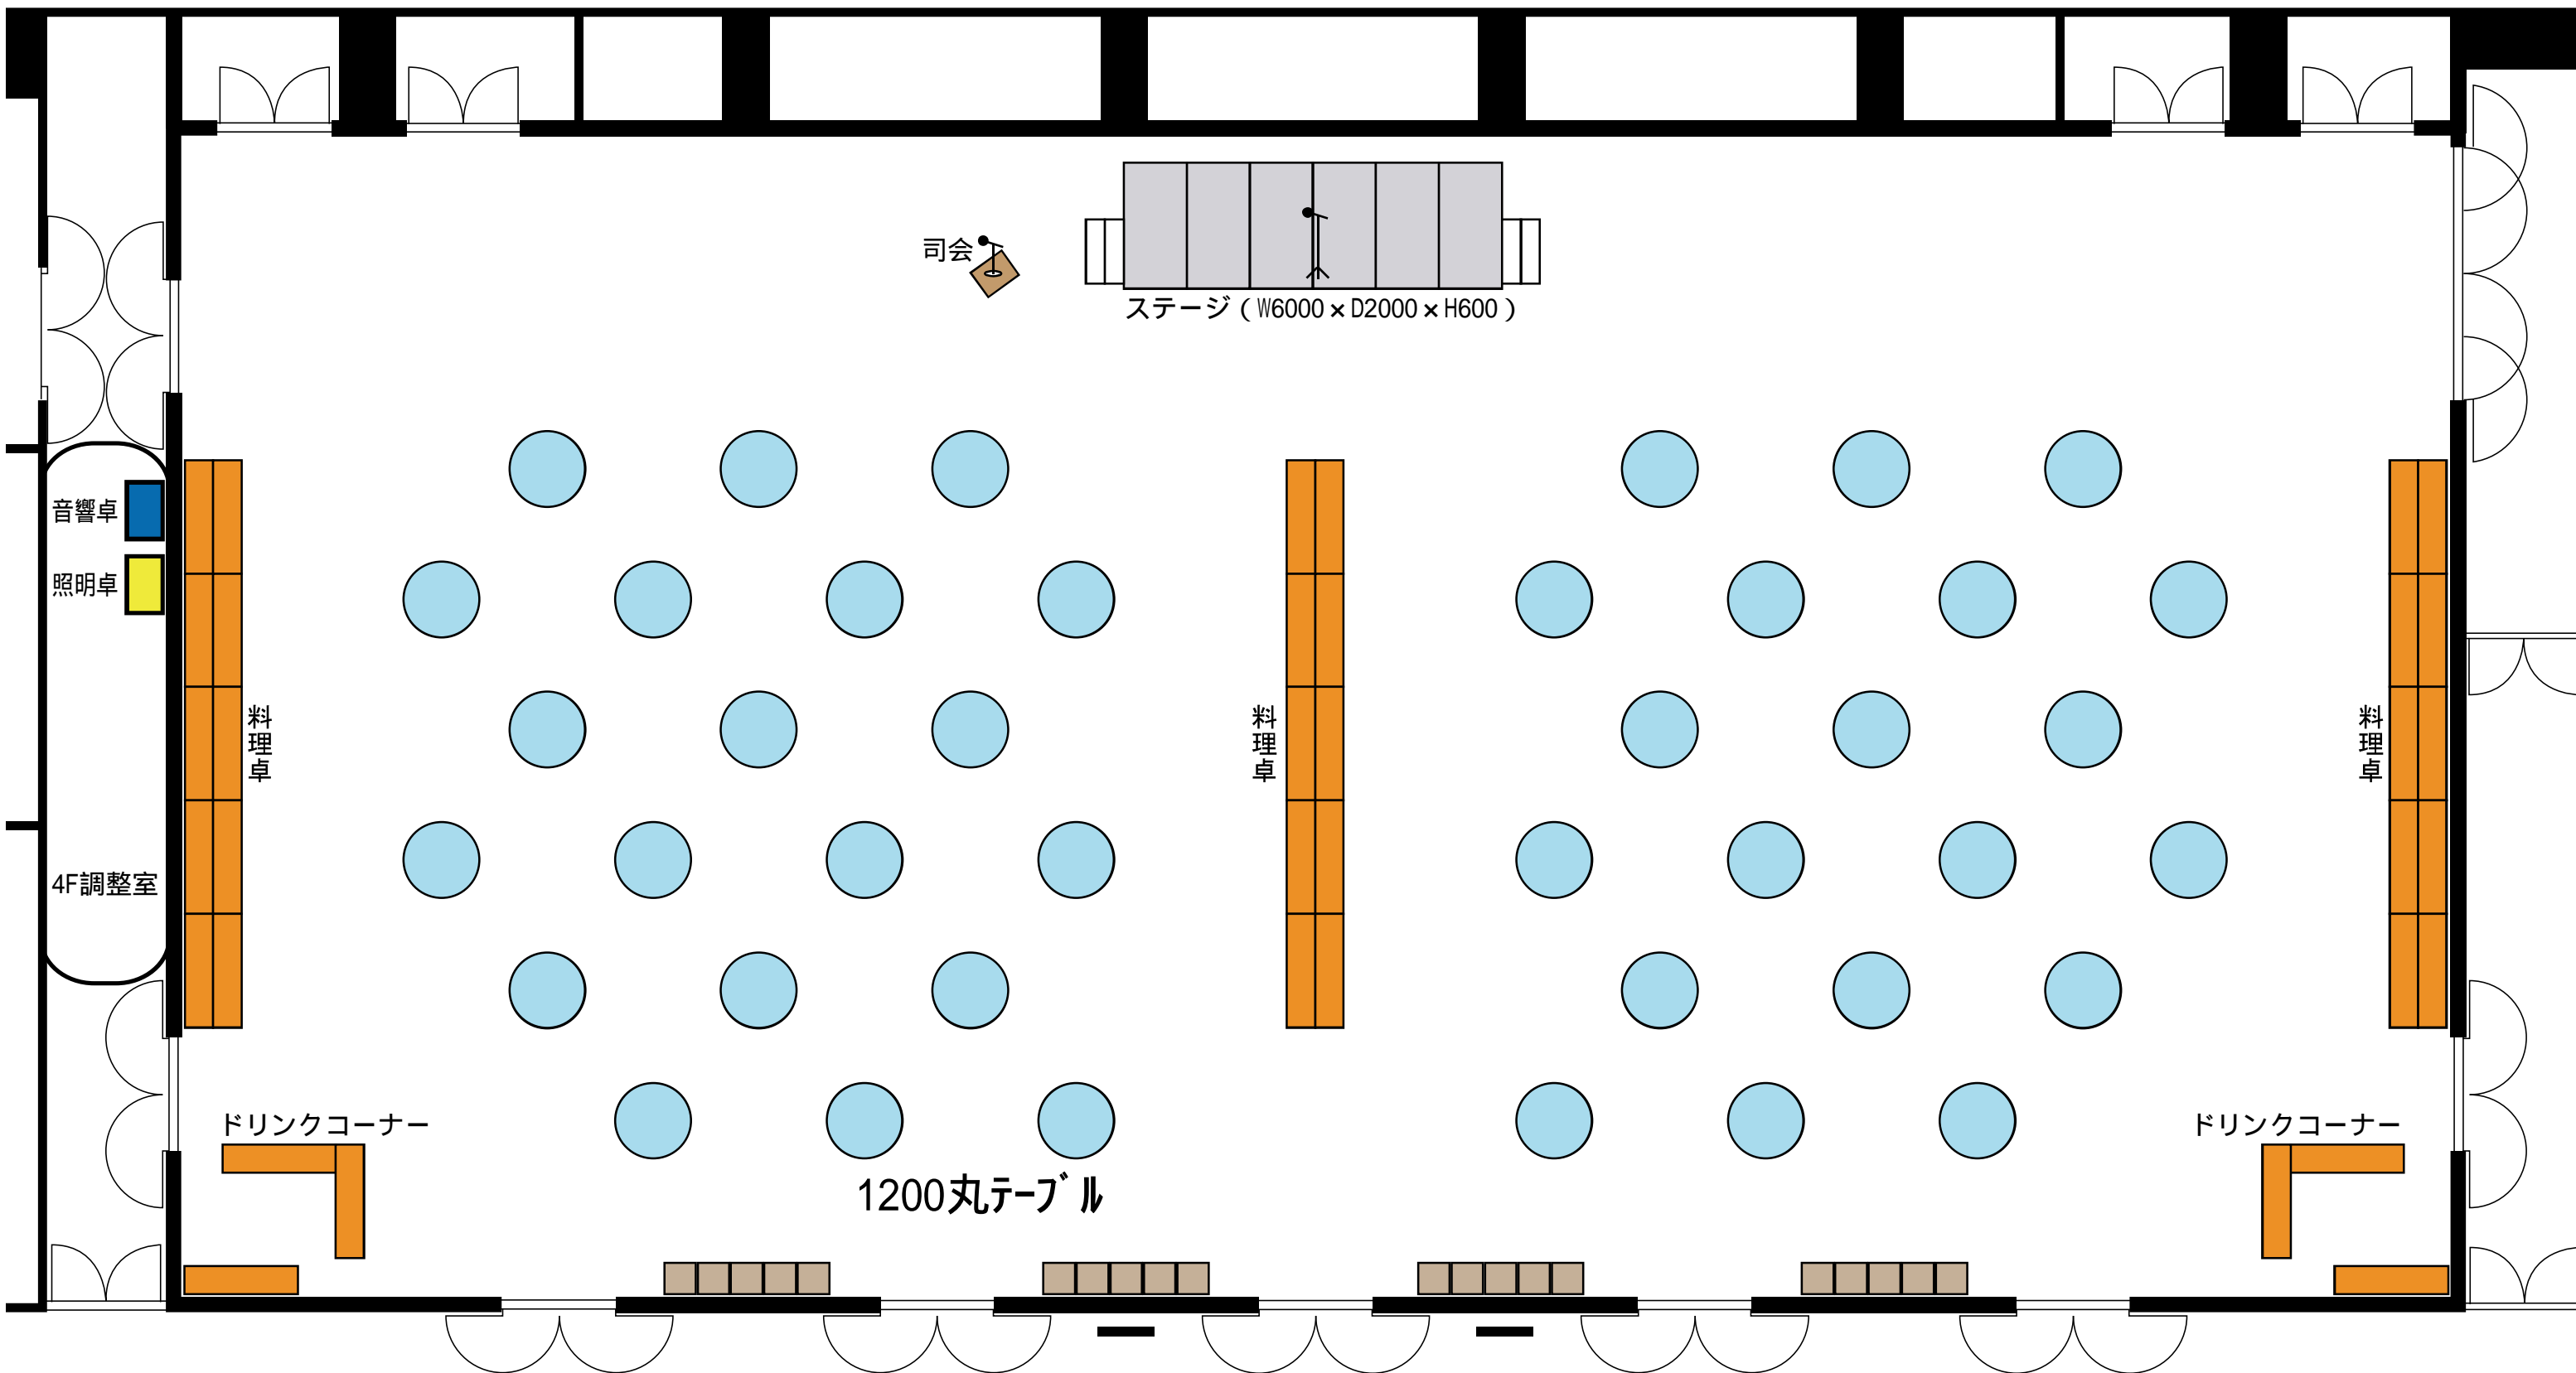 司会
ステージ（W6000×D2000×H600）
音響卓
照明卓
料理卓
料理卓
料理卓
4F調整室
ドリンクコーナー
ドリンクコーナー
1200丸テーブル